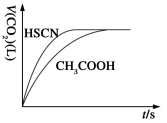 V(CO₂)(L)
HSCN
CH₃COOH
t/s